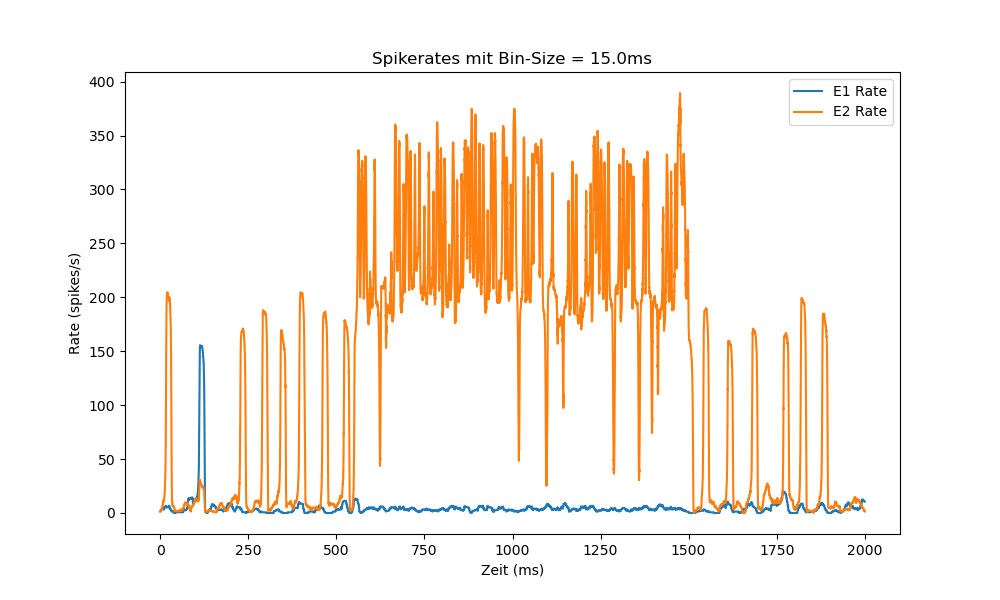 Spikerates mit Bin-Size = 15.0ms
E1 Rate
E2 Rate
Rate (spikes/s)
400
350
300
250
200
150
100
50
0
0 250 500 750 1000 1250 1500 1750 2000
Zeit (ms)